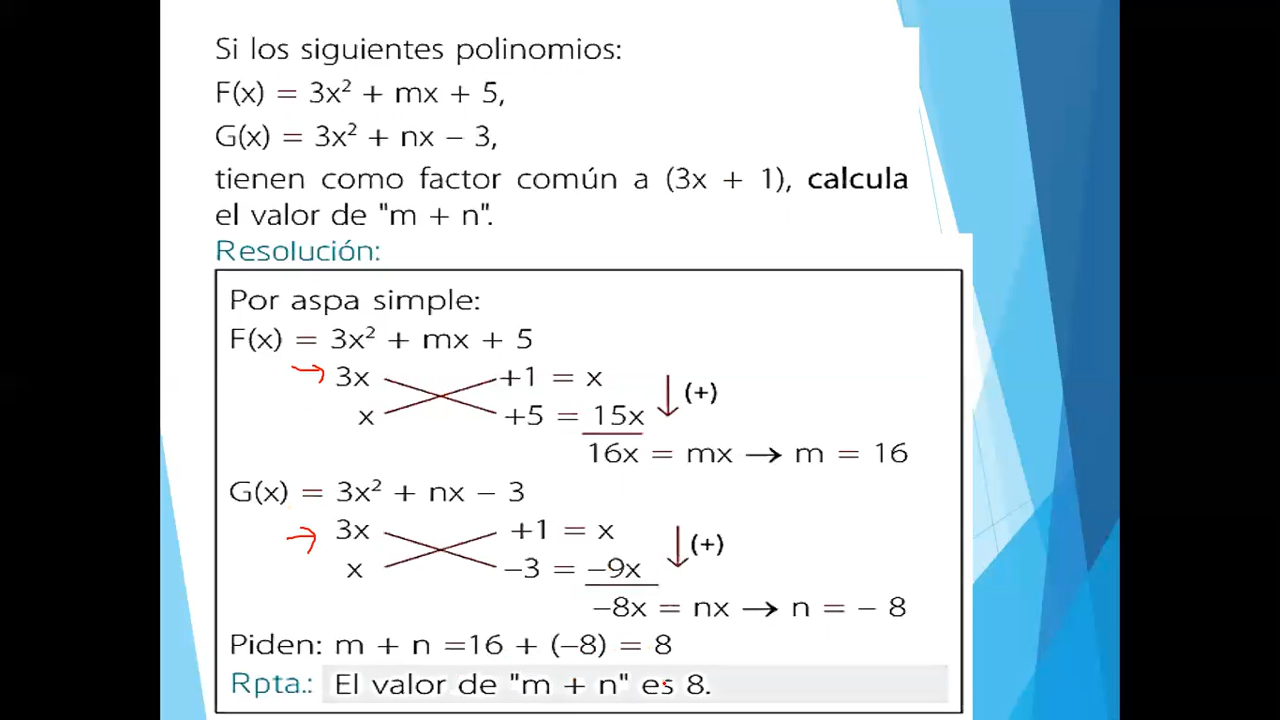 Si los siguientes polinomios:
F(x) = 3x² + mx + 5,
G(x) = 3x² + nx − 3,
tienen como factor común a (3x + 1), calcula
el valor de "m + n".
Resolución:
Por aspa simple:
F(x) = 3x² + mx + 5
3x +1 = x
(+)
x +5 = 15x
16x = mx → m = 16
G(x) = 3x² + nx − 3
3x +1 = x
(+)
x −3 = −9x
−8x = nx → n = − 8
Piden: m + n =16 + (−8) = 8
Rpta.: El valor de "m + n" es 8.